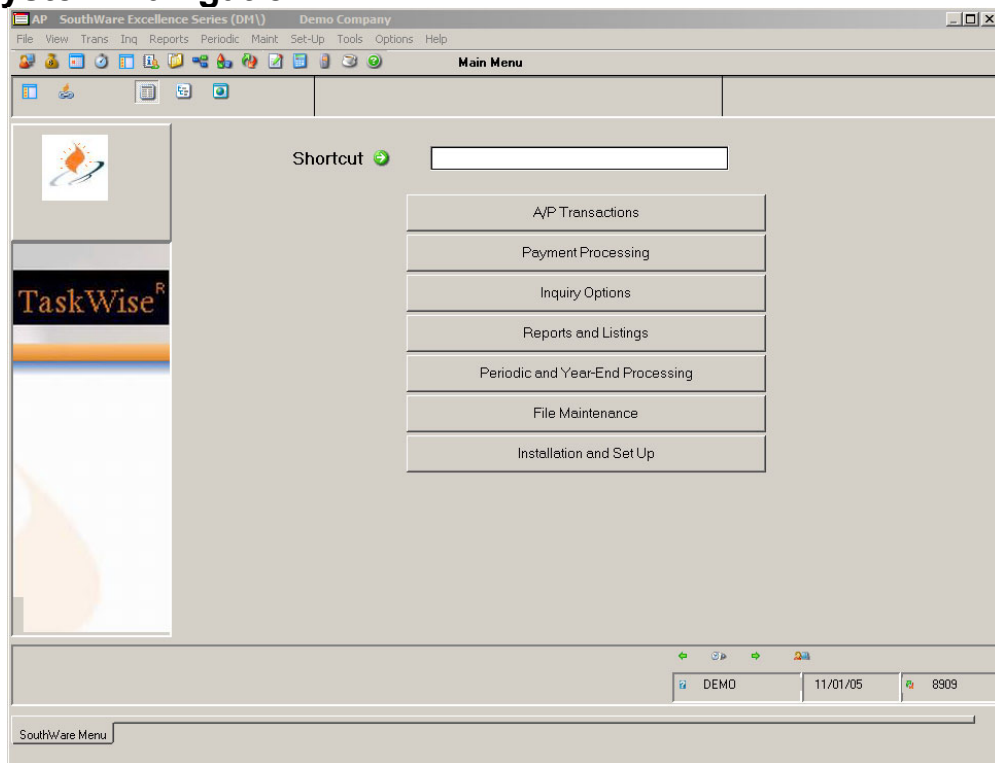 AP SouthWare Excellence Series (DM\) Demo Company
File View Trans Inq Reports Periodic Maint Set-Up Tools Options Help
Main Menu
Shortcut
A/P Transactions
Payment Processing
Inquiry Options
TaskWise R
Reports and Listings
Periodic and Year-End Processing
File Maintenance
Installation and Set Up
DEMO 11/01/05 8909
SouthWare Menu